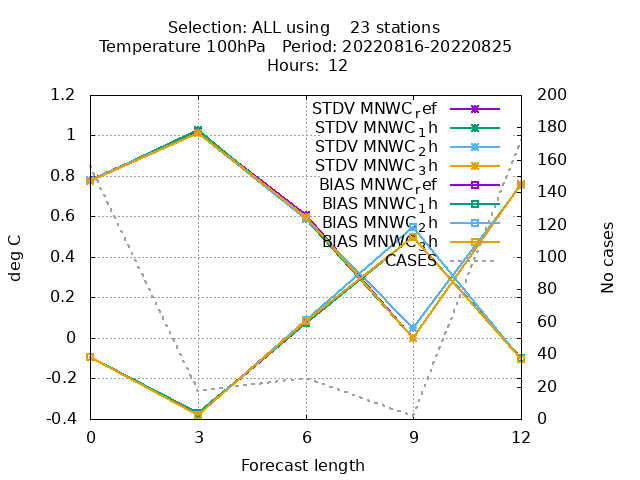 Selection: ALL using    23 stations
Temperature 100hPa   Period: 20220816-20220825
Hours:  12
1.2
1
0.8
0.6
0.4
0.2
0
-0.2
-0.4
deg C
STDV MNWC_ref
STDV MNWC_1h
STDV MNWC_2h
STDV MNWC_3h
BIAS MNWC_ref
BIAS MNWC_1h
BIAS MNWC_2h
BIAS MNWC_3h
CASES
200
180
160
140
120
100
80
60
40
20
0
No cases
0 3 6 9 12
Forecast length